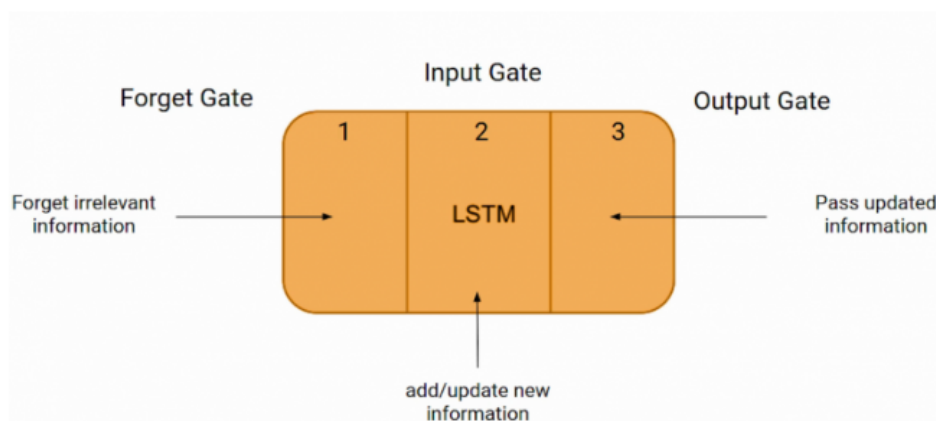 Input Gate
Forget Gate
Output Gate
1
2
3
Forget irrelevant
information
LSTM
Pass updated
information
add/update new
information